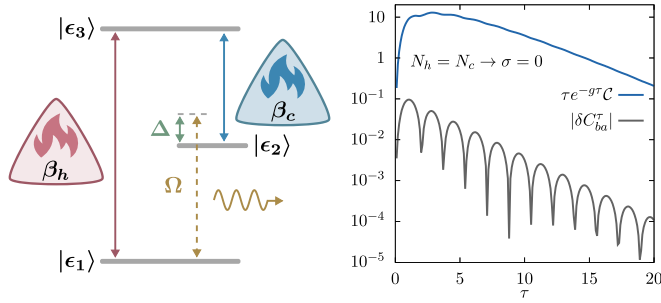 |ϵ₃⟩
β_c
Δ
|ϵ₂⟩
β_h
Ω
|ϵ₁⟩
10
1
10⁻¹
10⁻²
10⁻³
10⁻⁴
10⁻⁵
N_h = N_c → σ = 0
τe^{-gτ}𝒞
|δC^τ_{ba}|
0 5 10 15 20
τ